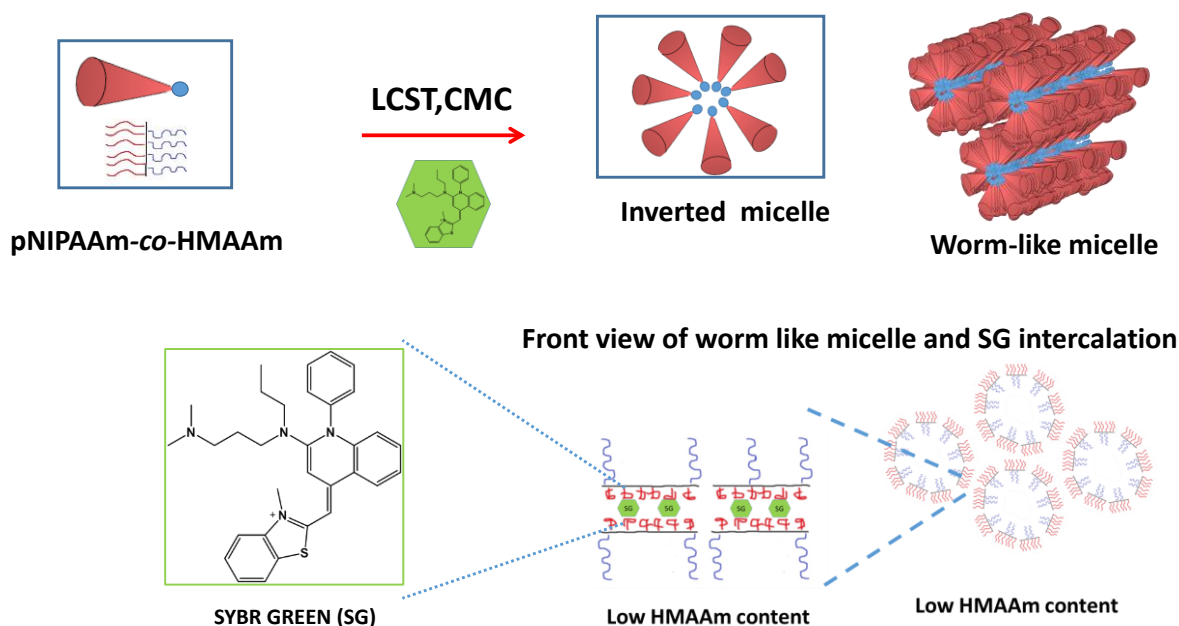 LCST,CMC
pNIPAAm-co-HMAAm
Inverted micelle
Worm-like micelle
Front view of worm like micelle and SG intercalation
N
N
N
N
+
S
SG
SG
SG
SG
SYBR GREEN (SG)
Low HMAAm content
Low HMAAm content